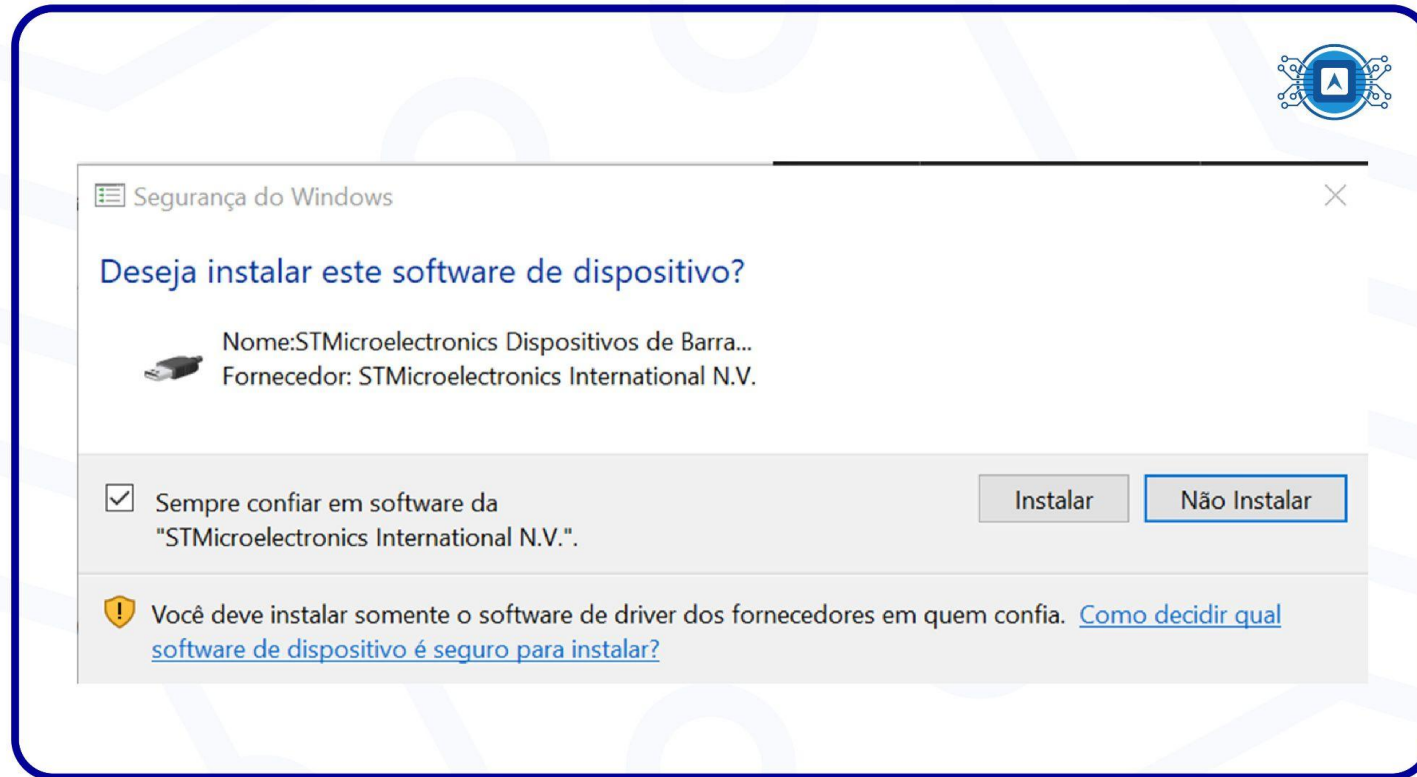 Segurança do Windows
Deseja instalar este software de dispositivo?
Nome:STMicroelectronics Dispositivos de Barra...
Fornecedor: STMicroelectronics International N.V.
Sempre confiar em software da
"STMicroelectronics International N.V.".
Instalar
Não Instalar
Você deve instalar somente o software de driver dos fornecedores em quem confia. Como decidir qual
software de dispositivo é seguro para instalar?